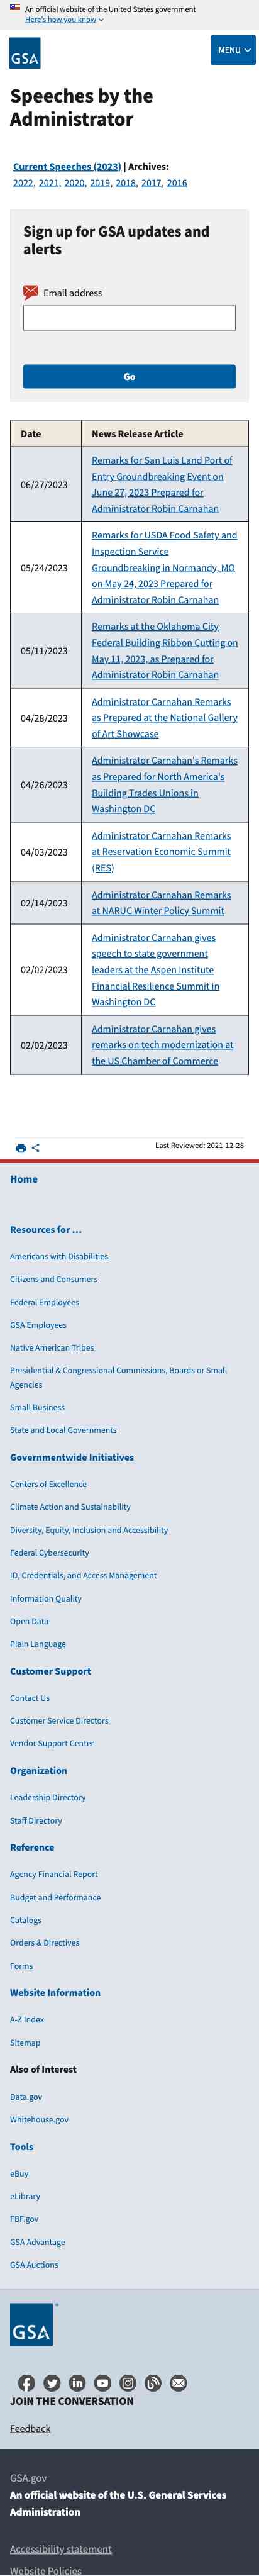 An official website of the United States government
Here's how you know
GSA
MENU
Speeches by the
Administrator
Current Speeches (2023) | Archives:
2022, 2021, 2020, 2019, 2018, 2017, 2016
Sign up for GSA updates and
alerts
Email address
Go
Date News Release Article
06/27/2023
Remarks for San Luis Land Port of
Entry Groundbreaking Event on
June 27, 2023 Prepared for
Administrator Robin Carnahan
05/24/2023
Remarks for USDA Food Safety and
Inspection Service
Groundbreaking in Normandy, MO
on May 24, 2023 Prepared for
Administrator Robin Carnahan
05/11/2023
Remarks at the Oklahoma City
Federal Building Ribbon Cutting on
May 11, 2023, as Prepared for
Administrator Robin Carnahan
04/28/2023
Administrator Carnahan Remarks
as Prepared at the National Gallery
of Art Showcase
04/26/2023
Administrator Carnahan's Remarks
as Prepared for North America's
Building Trades Unions in
Washington DC
04/03/2023
Administrator Carnahan Remarks
at Reservation Economic Summit
(RES)
02/14/2023
Administrator Carnahan Remarks
at NARUC Winter Policy Summit
02/02/2023
Administrator Carnahan gives
speech to state government
leaders at the Aspen Institute
Financial Resilience Summit in
Washington DC
02/02/2023
Administrator Carnahan gives
remarks on tech modernization at
the US Chamber of Commerce
Last Reviewed: 2021-12-28
Home
Resources for …
Americans with Disabilities
Citizens and Consumers
Federal Employees
GSA Employees
Native American Tribes
Presidential & Congressional Commissions, Boards or Small
Agencies
Small Business
State and Local Governments
Governmentwide Initiatives
Centers of Excellence
Climate Action and Sustainability
Diversity, Equity, Inclusion and Accessibility
Federal Cybersecurity
ID, Credentials, and Access Management
Information Quality
Open Data
Plain Language
Customer Support
Contact Us
Customer Service Directors
Vendor Support Center
Organization
Leadership Directory
Staff Directory
Reference
Agency Financial Report
Budget and Performance
Catalogs
Orders & Directives
Forms
Website Information
A-Z Index
Sitemap
Also of Interest
Data.gov
Whitehouse.gov
Tools
eBuy
eLibrary
FBF.gov
GSA Advantage
GSA Auctions
GSA
JOIN THE CONVERSATION
Feedback
GSA.gov
An official website of the U.S. General Services
Administration
Accessibility statement
Website Policies